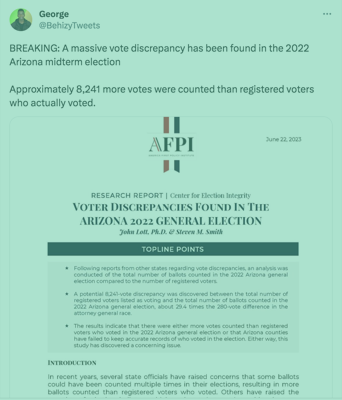 George
@BehizyTweets
BREAKING: A massive vote discrepancy has been found in the 2022
Arizona midterm election
Approximately 8,241 more votes were counted than registered voters
who actually voted.
AFPI
June 22, 2023
RESEARCH REPORT | Center for Election Integrity
VOTER DISCREPANCIES FOUND IN THE
ARIZONA 2022 GENERAL ELECTION
John Lott, Ph.D. & Steven M. Smith
TOPLINE POINTS
Following reports from other states regarding vote discrepancies, an analysis was
conducted of the total number of ballots counted in the 2022 Arizona general
election compared to the number of registered voters.
A potential 8,241-vote discrepancy was discovered between the total number of
registered voters listed as voting and the total number of ballots counted in the
2022 Arizona general election, about 29.4 times the 280-vote difference in the
attorney general race.
The results indicate that there were either more votes counted than registered
voters who voted in the 2022 Arizona general election or that Arizona counties
have failed to keep accurate records of who voted in the election. Either way, this
study has discovered a concerning issue.
INTRODUCTION
In recent years, several state officials have raised concerns that some ballots
could have been counted multiple times in their elections, resulting in more
ballots counted than registered voters who voted. Others have raised the